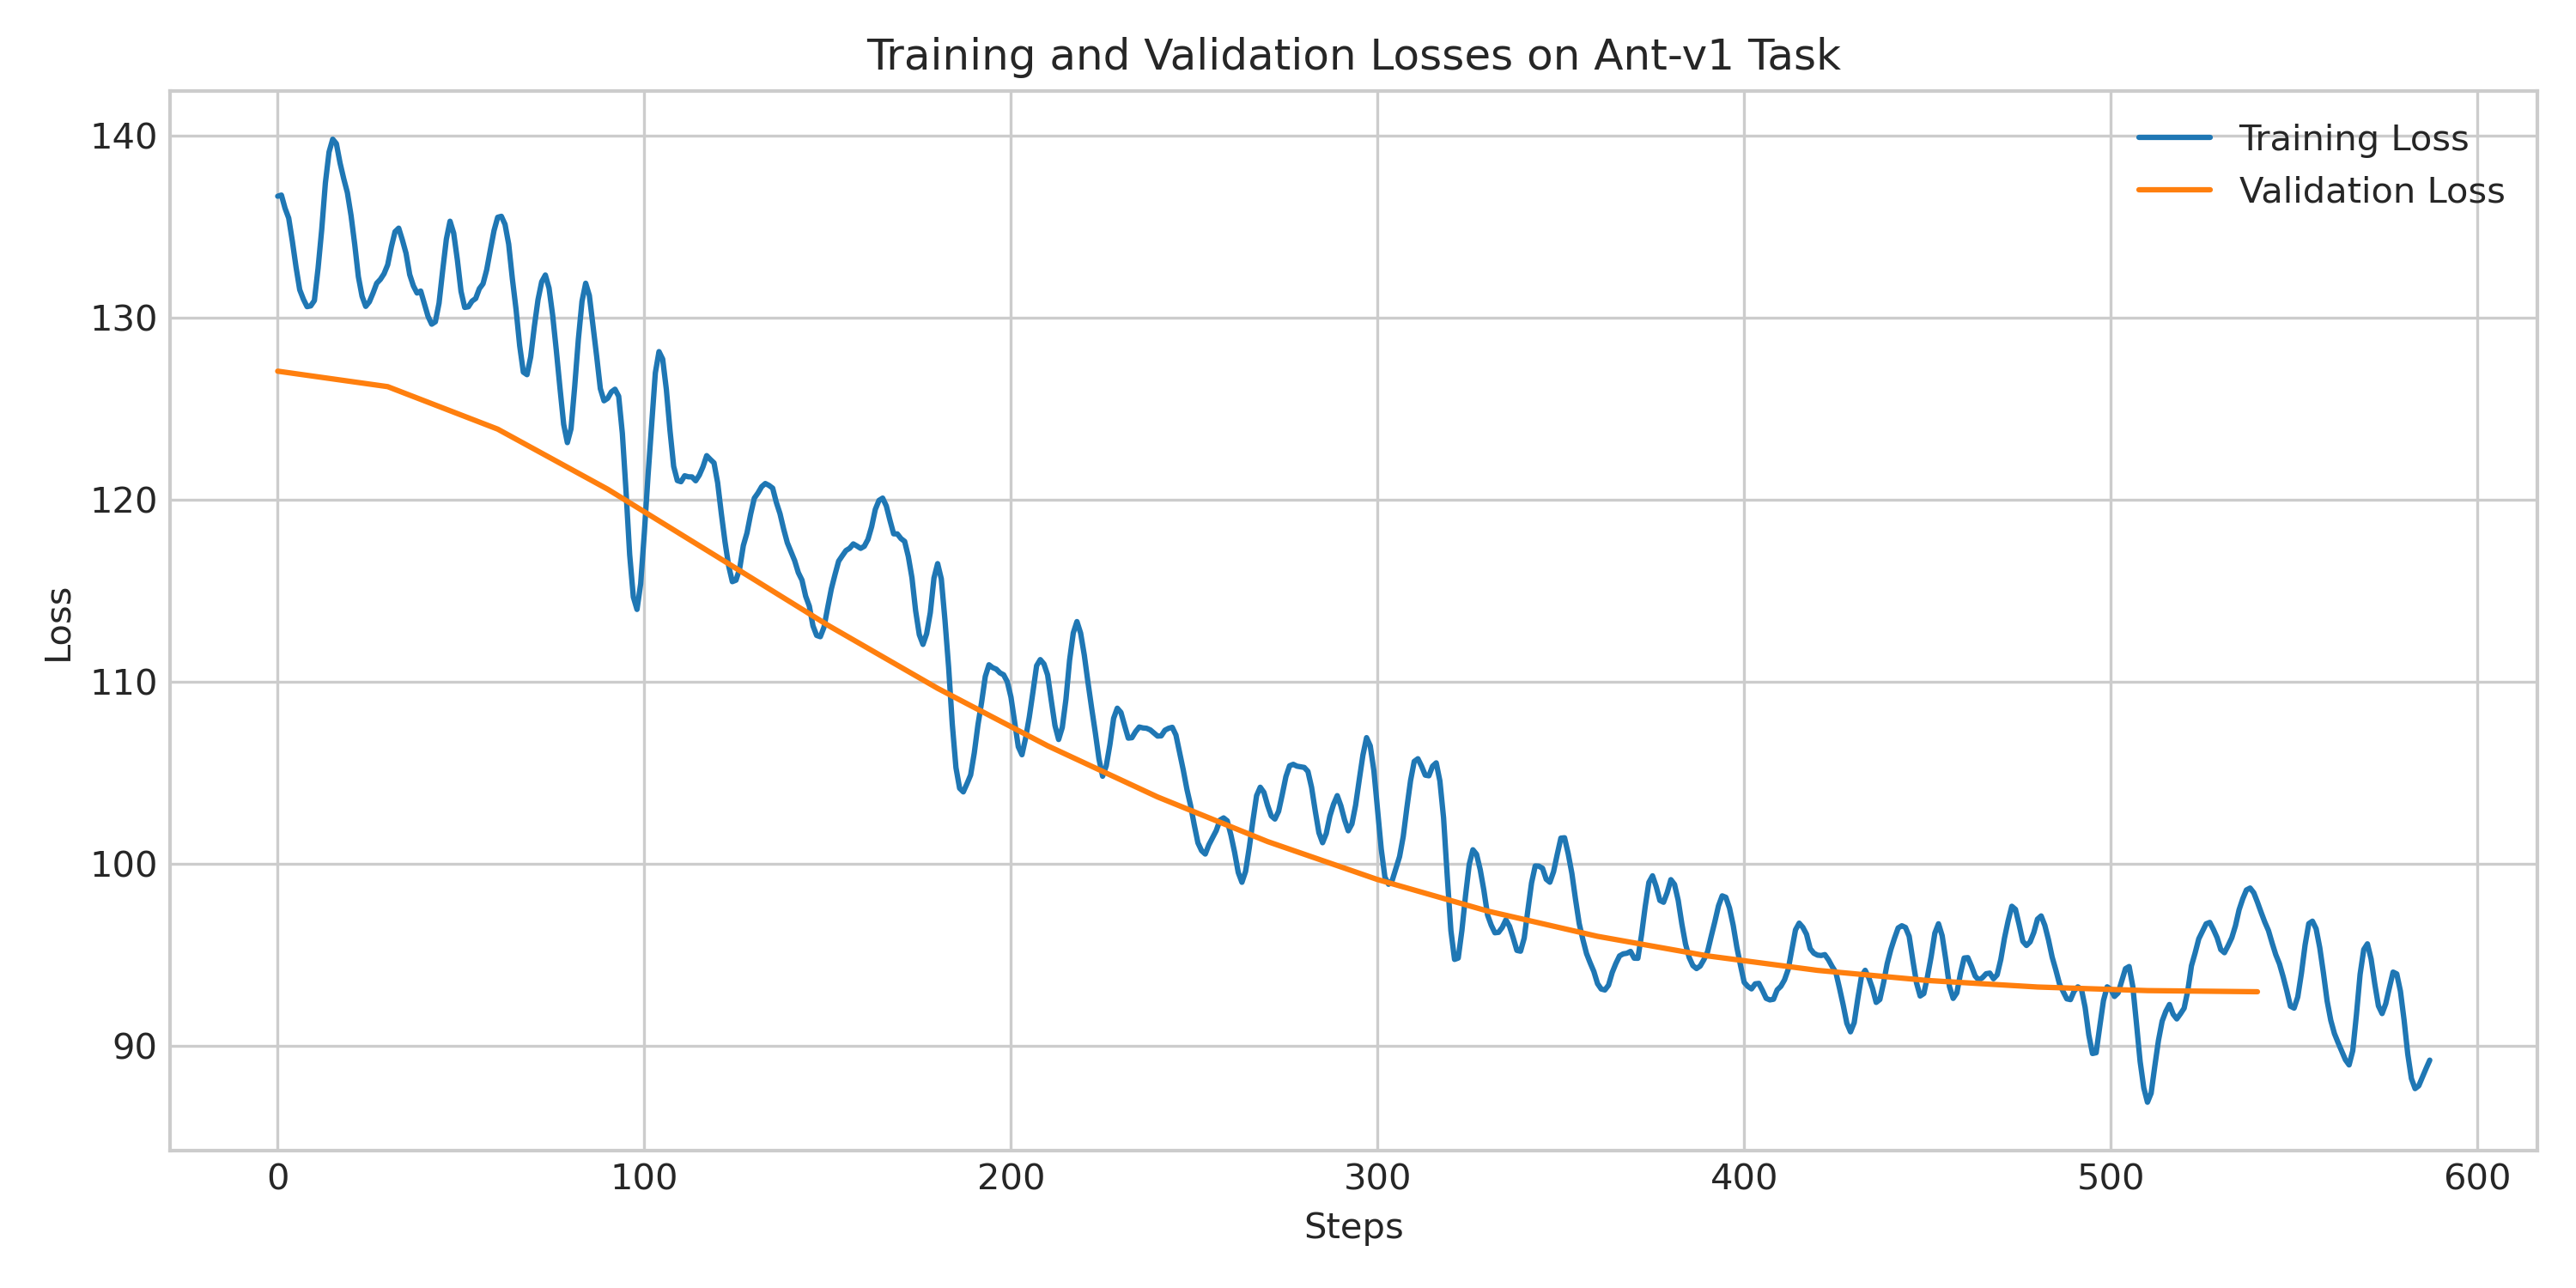 Training and Validation Losses on Ant-v1 Task
140
130
120
110
100
90
Loss
Training Loss
Validation Loss
0 100 200 300 400 500 600
Steps